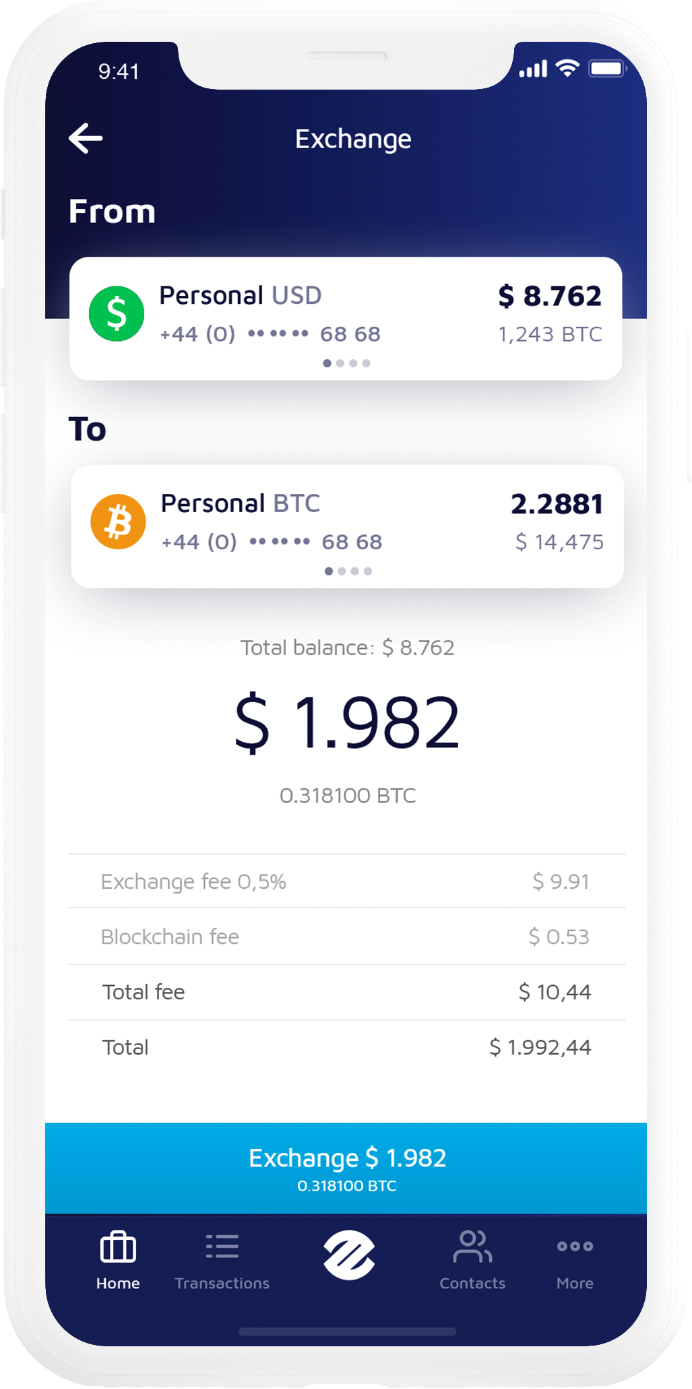 9:41
Exchange
From
Personal USD $ 8.762
+44 (0) •• •• •• 68 68 1,243 BTC
To
Personal BTC 2.2881
+44 (0) •• •• •• 68 68 $ 14,475
Total balance: $ 8.762
$ 1.982
0.318100 BTC
Exchange fee 0,5% $ 9.91
Blockchain fee $ 0.53
Total fee $ 10,44
Total $ 1.992,44
Exchange $ 1.982
0.318100 BTC
Home Transactions Contacts More